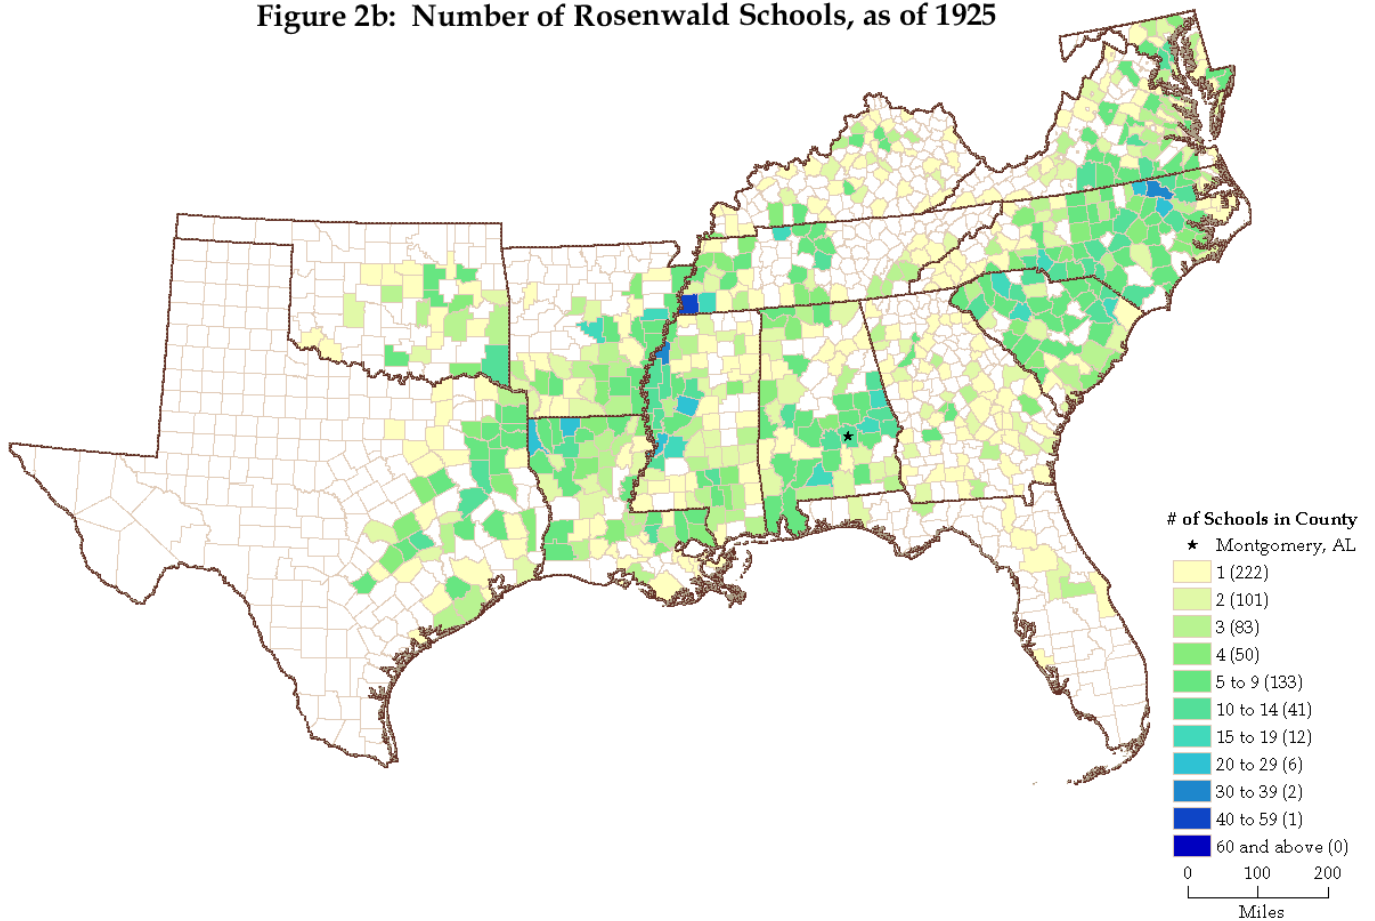 Figure 2b: Number of Rosenwald Schools, as of 1925
# of Schools in County
Montgomery, AL
1 (222)
2 (101)
3 (83)
4 (50)
5 to 9 (133)
10 to 14 (41)
15 to 19 (12)
20 to 29 (6)
30 to 39 (2)
40 to 59 (1)
60 and above (0)
0 100 200
Miles